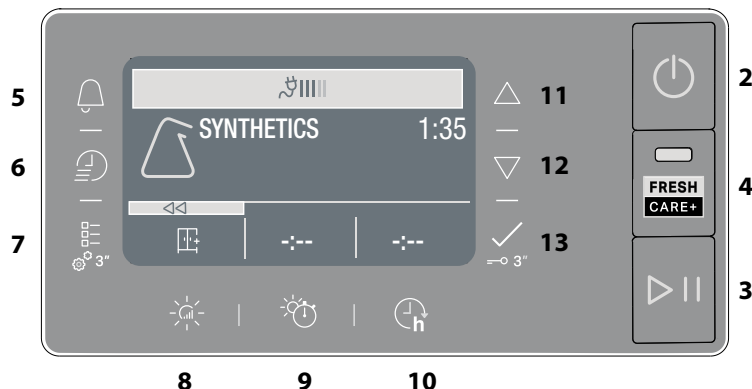 5
6
7
SYNTHETICS 1:35
-:-- -:--
3"
3"
h
11
12
13
2
FRESH
CARE+
4
3
8 9 10